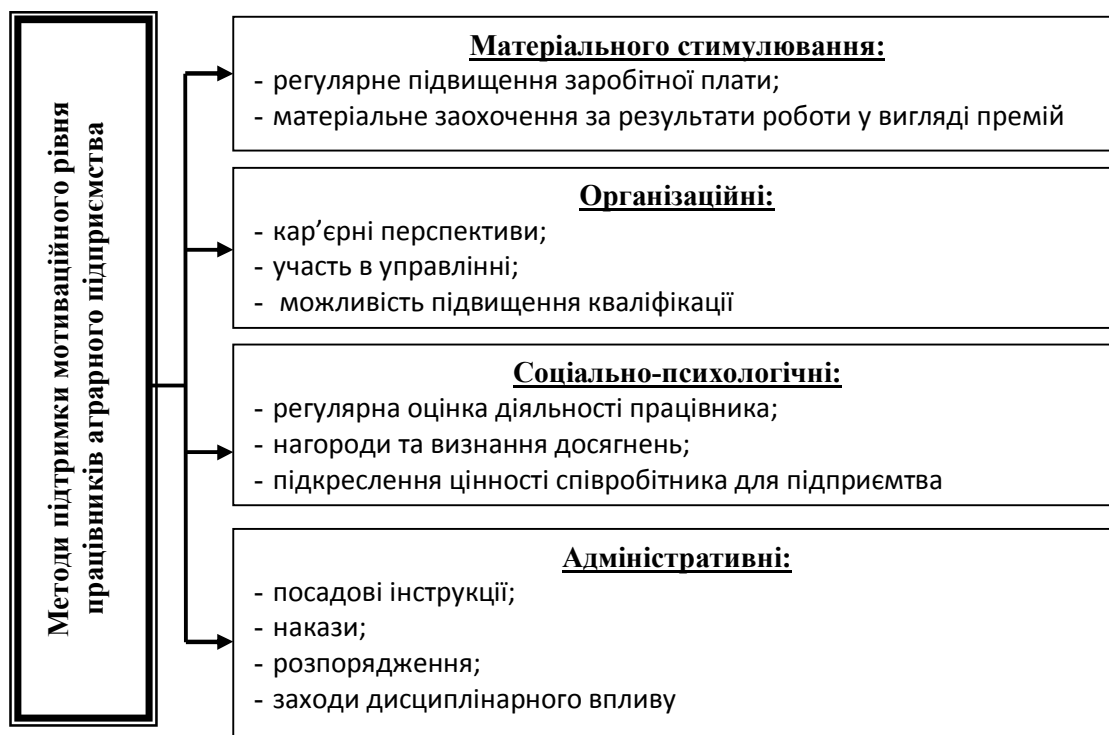 Методи підтримки мотиваційного рівня
працівників аграрного підприємства
Матеріального стимулювання:
- регулярне підвищення заробітної плати;
- матеріальне заохочення за результати роботи у вигляді премій
Організаційні:
- кар’єрні перспективи;
- участь в управлінні;
- можливість підвищення кваліфікації
Соціально-психологічні:
- регулярна оцінка діяльності працівника;
- нагороди та визнання досягнень;
- підкреслення цінності співробітника для підприємтва
Адміністративні:
- посадові інструкції;
- накази;
- розпорядження;
- заходи дисциплінарного впливу